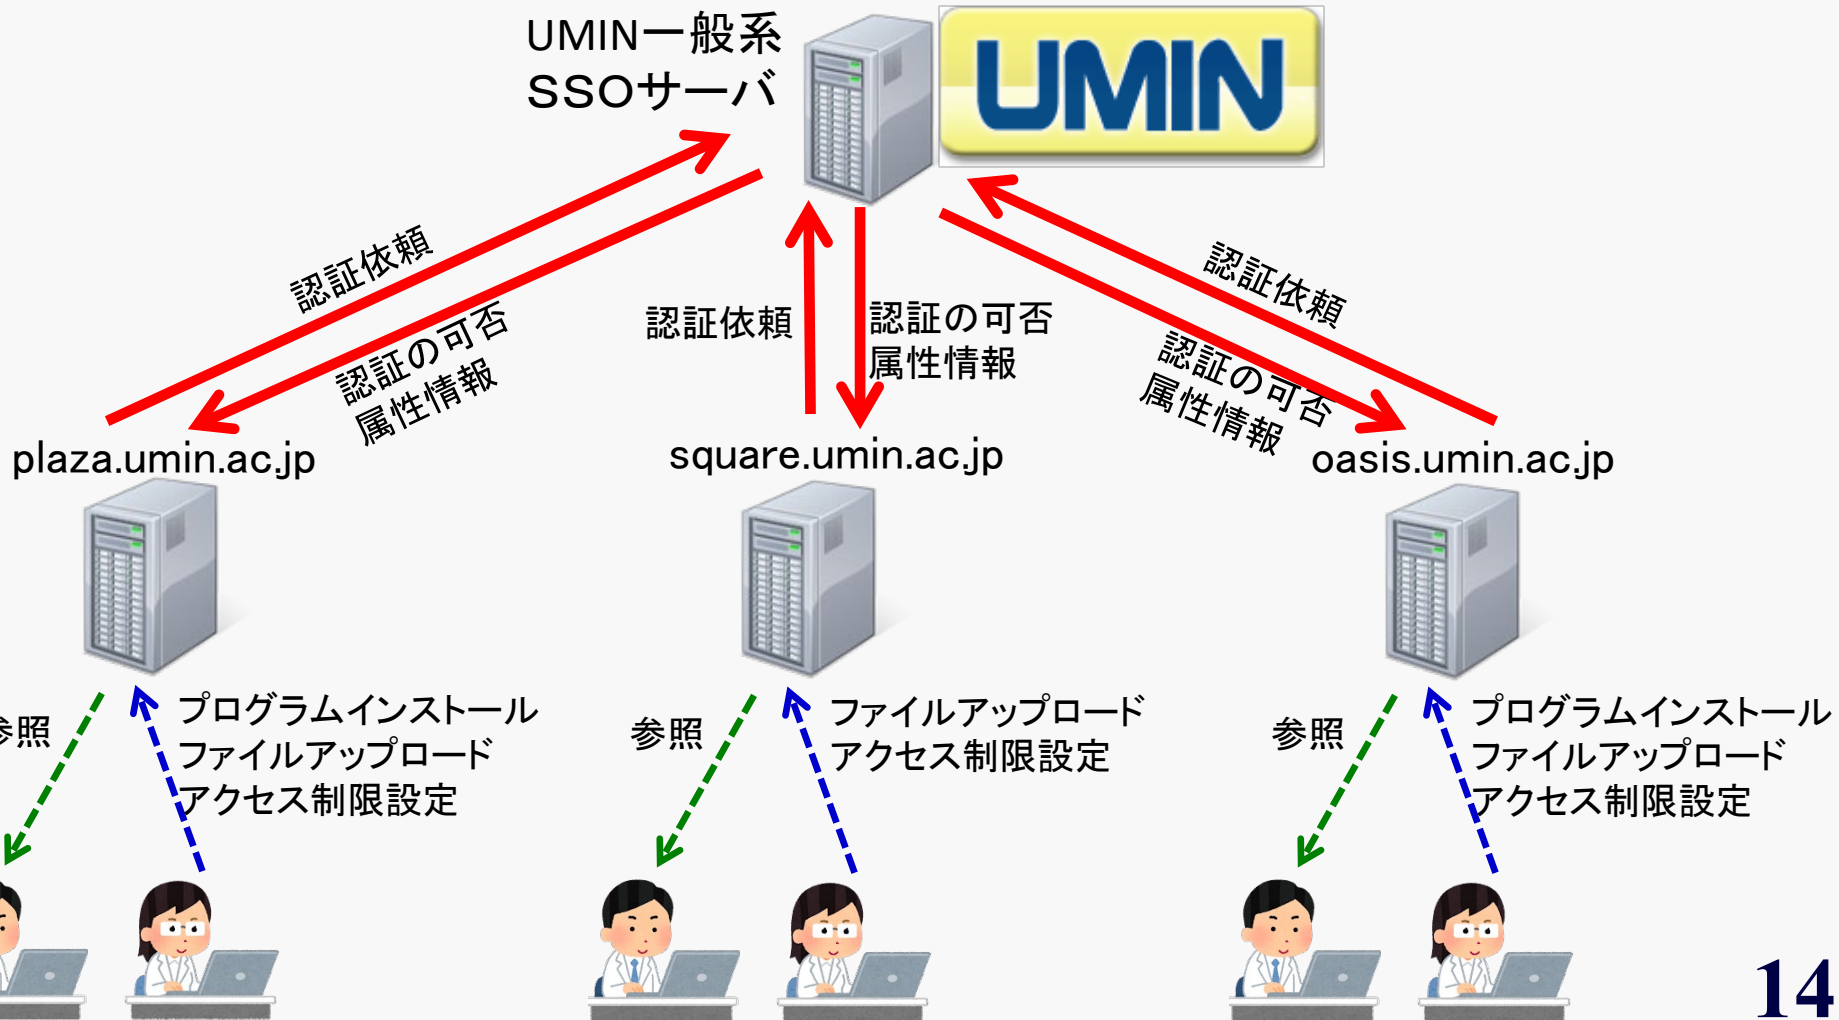 UMIN一般系
SSOサーバ
UMIN
認証依頼
認証の可否
属性情報
認証依頼
認証の可否
属性情報
認証依頼
認証の可否
属性情報
plaza.umin.ac.jp
square.umin.ac.jp
oasis.umin.ac.jp
参照
プログラムインストール
ファイルアップロード
アクセス制限設定
参照
ファイルアップロード
アクセス制限設定
参照
プログラムインストール
ファイルアップロード
アクセス制限設定
14